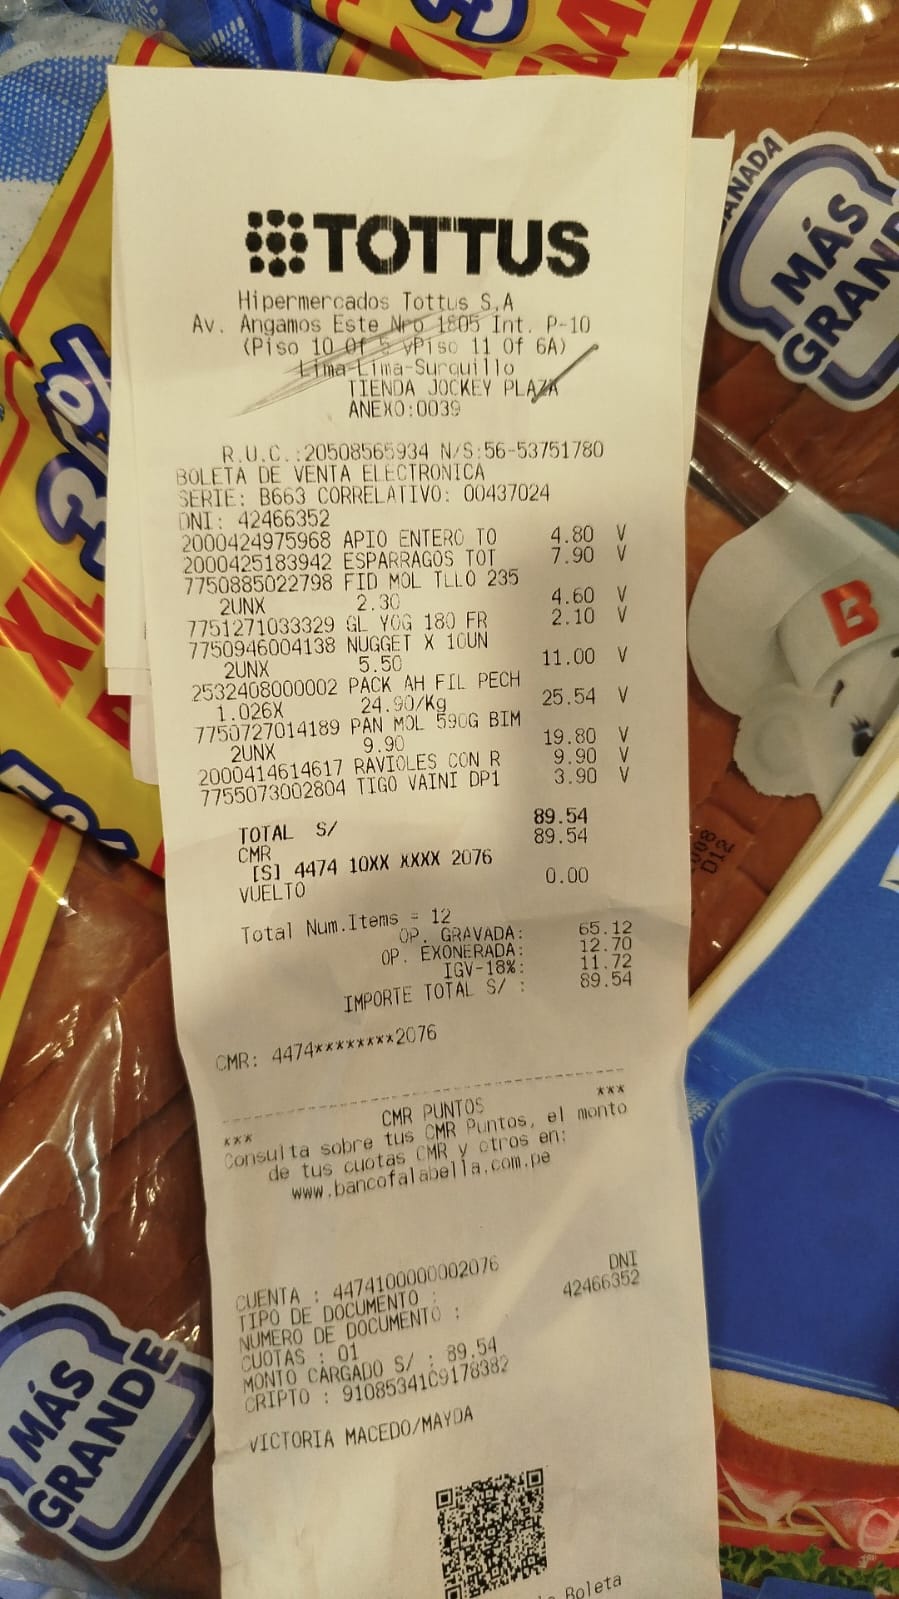 TOTTUS
Hipermercados Tottus S.A
Av. Angamos Este Nro 1805 Int. P-10
(Piso 10 Of 5 yPiso 11 Of 6A)
Lima-Lima-Surquillo
TIENDA JOCKEY PLAZA
ANEXO:0039
R.U.C.:20508565934 N/S:56-53751780
BOLETA DE VENTA ELECTRONICA
SERIE: B663 CORRELATIVO: 00437024
DNI: 42466352
2000424975968 APIO ENTERO TO 4.80 V
2000425183942 ESPARRAGOS TOT 7.90 V
7750885022798 FID MOL TLLO 235
2UNX 2.30 4.60 V
7751271033329 GL YOG 180 FR 2.10 V
7750946004138 NUGGET X 10UN
2UNX 5.50 11.00 V
2532408000002 PACK AH FIL PECH
1.026X 24.90/Kg 25.54 V
7750727014189 PAN MOL 590G BIM
2UNX 9.90 19.80 V
2000414614617 RAVIOLES CON R 9.90 V
7755073002804 TIGO VAINI DP1 3.90 V
TOTAL S/ 89.54
CMR 89.54
[S] 4474 10XX XXXX 2076
VUELTO 0.00
Total Num.Items = 12
OP. GRAVADA: 65.12
OP. EXONERADA: 12.70
IGV-18%: 11.72
IMPORTE TOTAL S/ : 89.54
CMR: 4474********2076
*** CMR PUNTOS ***
Consulta sobre tus CMR Puntos, el monto
de tus cuotas CMR y otros en:
www.bancofalabella.com.pe
CUENTA : 4474100000002076
TIPO DE DOCUMENTO : DNI
NUMERO DE DOCUMENTO : 42466352
CUOTAS : 01
MONTO CARGADO S/ : 89.54
CRIPTO : 91085341C9178382
VICTORIA MACEDO/MAYDA
Boleta
MÁS
GRANDE
B
MÁS
GRANDE
XL